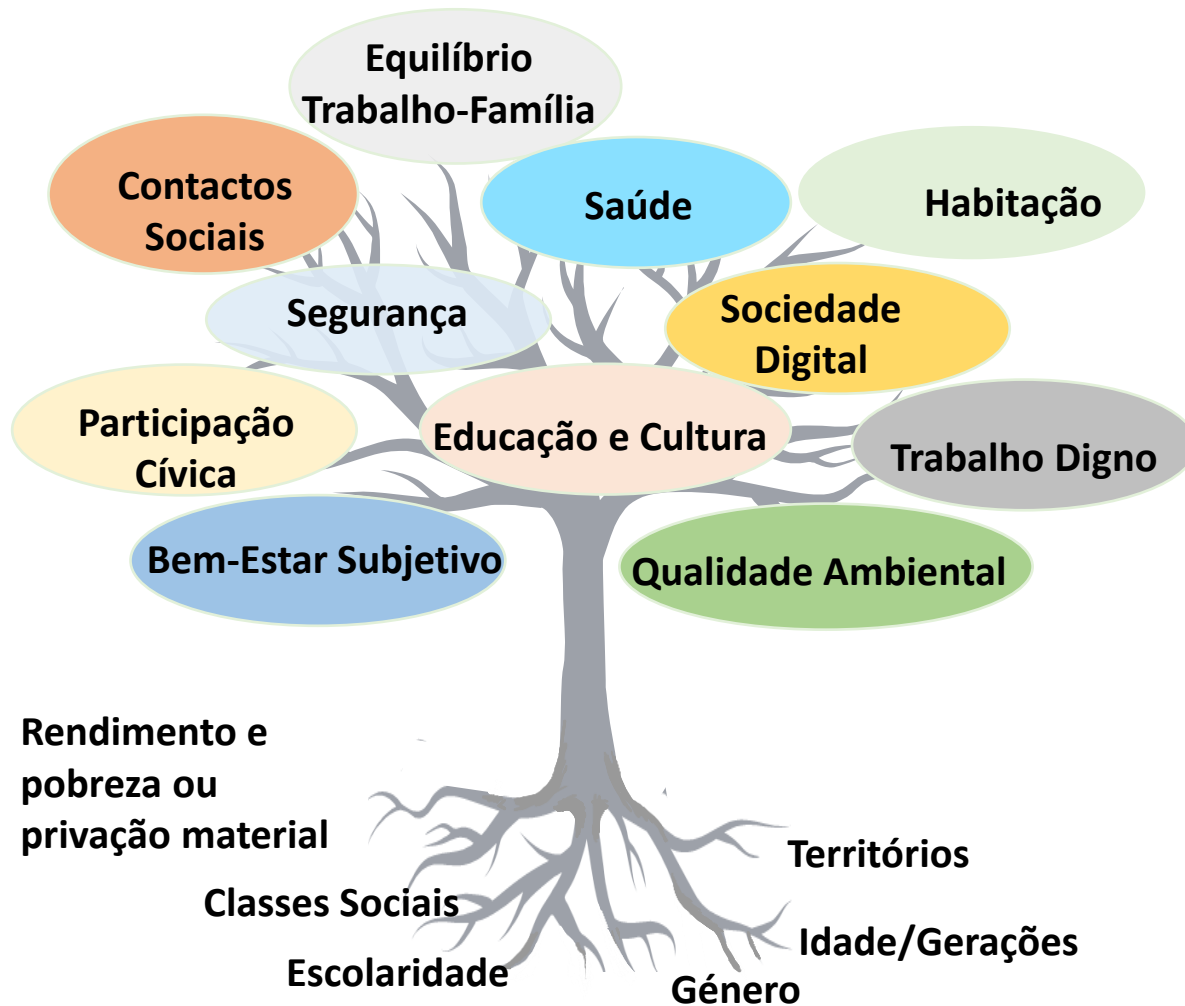 Equilíbrio
Trabalho-Família
Contactos
Sociais
Saúde
Habitação
Segurança
Sociedade
Digital
Participação
Cívica
Educação e Cultura
Trabalho Digno
Bem-Estar Subjetivo
Qualidade Ambiental
Rendimento e
pobreza ou
privação material
Territórios
Classes Sociais
Idade/Gerações
Escolaridade
Género